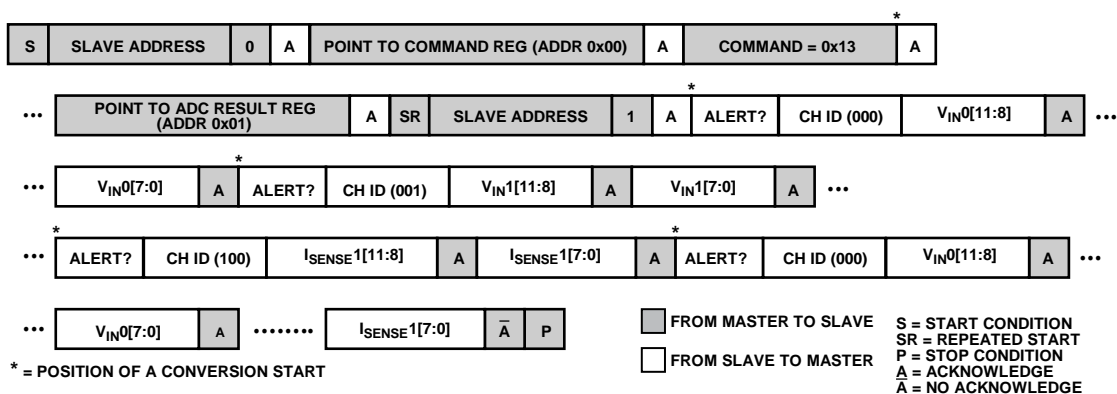 *
S SLAVE ADDRESS 0 A POINT TO COMMAND REG (ADDR 0x00) A COMMAND = 0x13 A
*
••• POINT TO ADC RESULT REG (ADDR 0x01) A SR SLAVE ADDRESS 1 A ALERT? CH ID (000) VIN0[11:8] A •••
*
••• VIN0[7:0] A ALERT? CH ID (001) VIN1[11:8] A VIN1[7:0] A •••
* *
••• ALERT? CH ID (100) ISENSE1[11:8] A ISENSE1[7:0] A ALERT? CH ID (000) VIN0[11:8] A •••
••• VIN0[7:0] A •••••••• ISENSE1[7:0] A̅ P
* = POSITION OF A CONVERSION START
FROM MASTER TO SLAVE
FROM SLAVE TO MASTER
S = START CONDITION
SR = REPEATED START
P = STOP CONDITION
A = ACKNOWLEDGE
A̅ = NO ACKNOWLEDGE